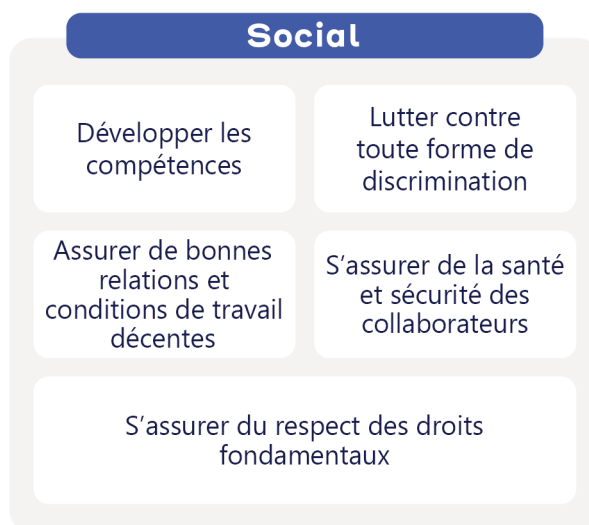 Social
Développer les
compétences
Lutter contre
toute forme de
discrimination
Assurer de bonnes
relations et
conditions de travail
décentes
S'assurer de la santé
et sécurité des
collaborateurs
S'assurer du respect des droits
fondamentaux